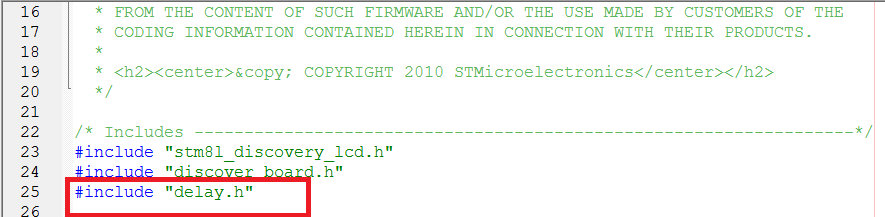 16 * FROM THE CONTENT OF SUCH FIRMWARE AND/OR THE USE MADE BY CUSTOMERS OF THE
17 * CODING INFORMATION CONTAINED HEREIN IN CONNECTION WITH THEIR PRODUCTS.
18 *
19 * <h2><center>&copy; COPYRIGHT 2010 STMicroelectronics</center></h2>
20 */
21
22 /* Includes ------------------------------------------------------------------*/
23 #include "stm8l_discovery_lcd.h"
24 #include "discover_board.h"
25 #include "delay.h"
26